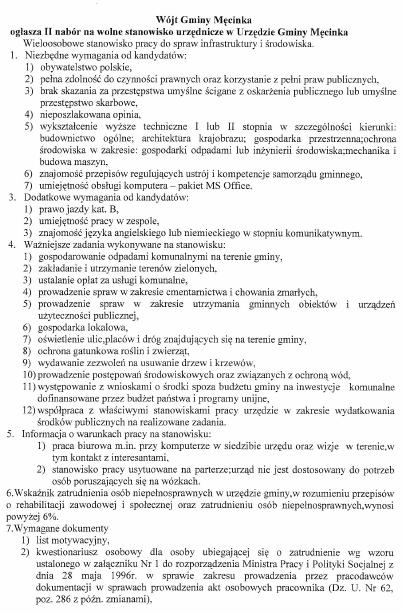 Wójt Gminy Męcinka
ogłasza II nabór na wolne stanowisko urzędnicze w Urzędzie Gminy Męcinka
Wieloosobowe stanowisko pracy do spraw infrastruktury i środowiska.
1. Niezbędne wymagania od kandydatów:
1) obywatelstwo polskie,
2) pełna zdolność do czynności prawnych oraz korzystanie z pełni praw publicznych,
3) brak skazania za przestępstwa umyślne ścigane z oskarżenia publicznego lub umyślne
przestępstwo skarbowe,
4) nieposzlakowana opinia,
5) wykształcenie wyższe techniczne I lub II stopnia w szczególności kierunki:
budownictwo ogólne; architektura krajobrazu; gospodarka przestrzenna;ochrona
środowiska w zakresie: gospodarki odpadami lub inżynierii środowiska;mechanika i
budowa maszyn,
6) znajomość przepisów regulujących ustrój i kompetencje samorządu gminnego,
7) umiejętność obsługi komputera – pakiet MS Office.
3. Dodatkowe wymagania od kandydatów:
1) prawo jazdy kat. B,
2) umiejętność pracy w zespole,
3) znajomość języka angielskiego lub niemieckiego w stopniu komunikatywnym.
4. Ważniejsze zadania wykonywane na stanowisku:
1) gospodarowanie odpadami komunalnymi na terenie gminy,
2) zakładanie i utrzymanie terenów zielonych,
3) ustalanie opłat za usługi komunalne,
4) prowadzenie spraw w zakresie cmentarnictwa i chowania zmarłych,
5) prowadzenie spraw w zakresie utrzymania gminnych obiektów i urządzeń
użyteczności publicznej,
6) gospodarka lokalowa,
7) oświetlenie ulic,placów i dróg znajdujących się na terenie gminy,
8) ochrona gatunkowa roślin i zwierząt,
9) wydawanie zezwoleń na usuwanie drzew i krzewów,
10) prowadzenie postępowań środowiskowych oraz związanych z ochroną wód,
11) występowanie z wnioskami o środki spoza budżetu gminy na inwestycje komunalne
dofinansowane przez budżet państwa i programy unijne,
12) współpraca z właściwymi stanowiskami pracy urzędzie w zakresie wydatkowania
środków publicznych na realizowane zadania.
5. Informacja o warunkach pracy na stanowisku:
1) praca biurowa m.in. przy komputerze w siedzibie urzędu oraz wizje w terenie,w
tym kontakt z interesantami,
2) stanowisko pracy usytuowane na parterze;urząd nie jest dostosowany do potrzeb
osób poruszających się na wózkach.
6.Wskaźnik zatrudnienia osób niepełnosprawnych w urzędzie gminy,w rozumieniu przepisów
o rehabilitacji zawodowej i społecznej oraz zatrudnieniu osób niepełnosprawnych,wynosi
powyżej 6%.
7.Wymagane dokumenty
1) list motywacyjny,
2) kwestionariusz osobowy dla osoby ubiegającej się o zatrudnienie wg wzoru
ustalonego w załączniku Nr 1 do rozporządzenia Ministra Pracy i Polityki Socjalnej z
dnia 28 maja 1996r. w sprawie zakresu prowadzenia przez pracodawców
dokumentacji w sprawach prowadzenia akt osobowych pracownika (Dz. U. Nr 62,
poz. 286 z późn. zmianami),